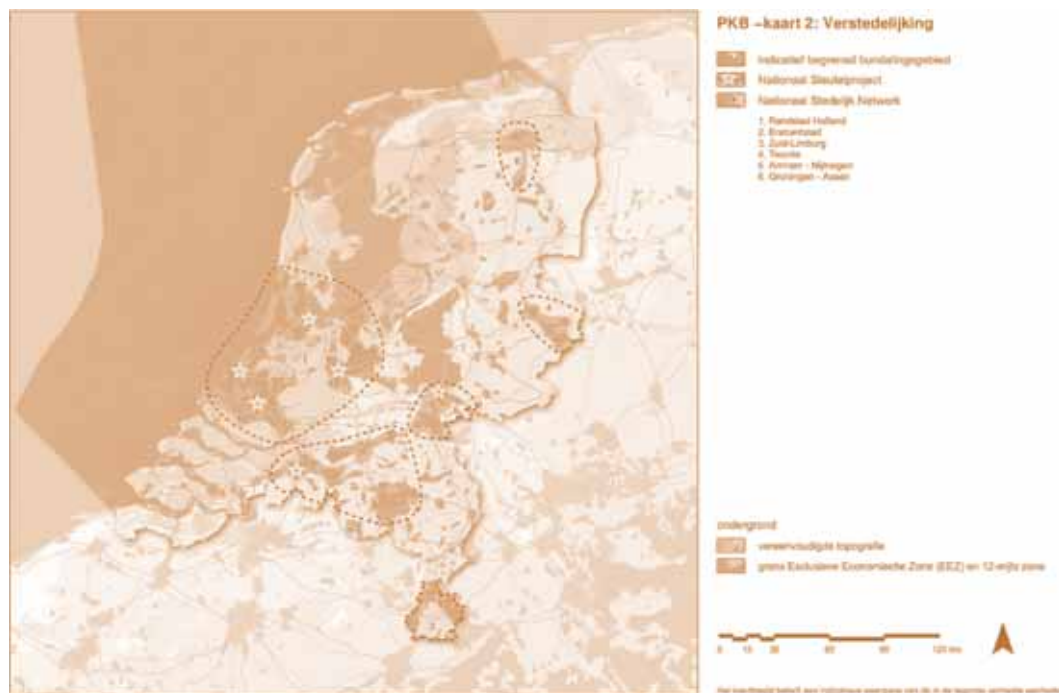 PKB –kaart 2: Verstedelijking
Indicatief begrensd bundelingsgebied
Nationaal Sleutelproject
Nationaal Stedelijk Netwerk
1. Randstad Holland
2. Brabantstad
3. Zuid-Limburg
4. Twente
5. Arnhem - Nijmegen
6. Groningen - Assen
ondergrond
vereenvoudigde topografie
grens Exclusieve Economische Zone (EEZ) en 12-mijls zone
0 15 30 60 90 120 km